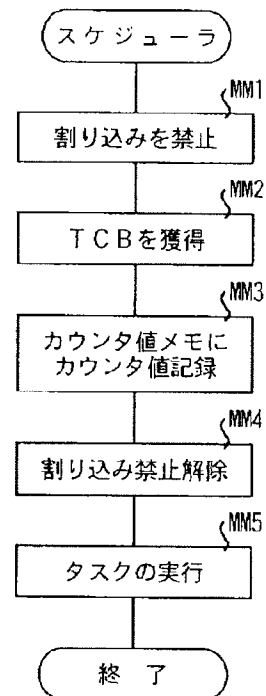 スケジューラ
MM1
割り込みを禁止
MM2
TCBを獲得
MM3
カウンタ値メモに
カウンタ値記録
MM4
割り込み禁止解除
MM5
タスクの実行
終了